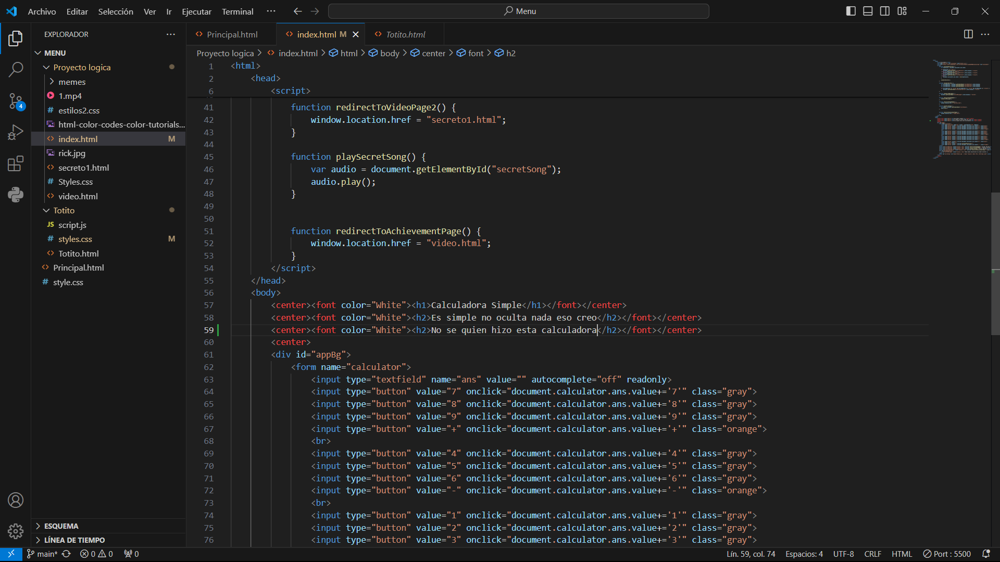 Archivo Editar Selección Ver Ir Ejecutar Terminal ··· Menu
EXPLORADOR ···
MENU
Proyecto logica
memes
1.mp4
# estilos2.css
html-color-codes-color-tutorials...
<> index.html M
rick.jpg
<> secreto1.html
# Styles.css
<> video.html
Totito
JS script.js
# styles.css M
<> Totito.html
<> Principal.html
# style.css
ESQUEMA
LÍNEA DE TIEMPO
4
<> Principal.html <> index.html M <> Totito.html
Proyecto logica > <> index.html > html > body > center > font > h2
1 <html>
2 <head>
6 <script>
41 function redirectToVideoPage2() {
42 window.location.href = "secreto1.html";
43 }
44
45 function playSecretSong() {
46 var audio = document.getElementById("secretSong");
47 audio.play();
48 }
49
50
51 function redirectToAchievementPage() {
52 window.location.href = "video.html";
53 }
54 </script>
55 </head>
56 <body>
57 <center><font color="White"><h1>Calculadora Simple</h1></font></center>
58 <center><font color="White"><h2>Es simple no oculta nada eso creo</h2></font></center>
59 <center><font color="White"><h2>No se quien hizo esta calculadora</h2></font></center>
60 <center>
61 <div id="appBg">
62 <form name="calculator">
63 <input type="textfield" name="ans" value="" autocomplete="off" readonly>
64 <input type="button" value="7" onclick="document.calculator.ans.value+='7'" class="gray">
65 <input type="button" value="8" onclick="document.calculator.ans.value+='8'" class="gray">
66 <input type="button" value="9" onclick="document.calculator.ans.value+='9'" class="gray">
67 <input type="button" value="+" onclick="document.calculator.ans.value+='+'" class="orange">
68 <br>
69 <input type="button" value="4" onclick="document.calculator.ans.value+='4'" class="gray">
70 <input type="button" value="5" onclick="document.calculator.ans.value+='5'" class="gray">
71 <input type="button" value="6" onclick="document.calculator.ans.value+='6'" class="gray">
72 <input type="button" value="-" onclick="document.calculator.ans.value+='-'" class="orange">
73 <br>
74 <input type="button" value="1" onclick="document.calculator.ans.value+='1'" class="gray">
75 <input type="button" value="2" onclick="document.calculator.ans.value+='2'" class="gray">
76 <input type="button" value="3" onclick="document.calculator.ans.value+='3'" class="gray">
main* 0 0 0 Lín. 59, col. 74 Espacios: 4 UTF-8 CRLF HTML Port : 5500